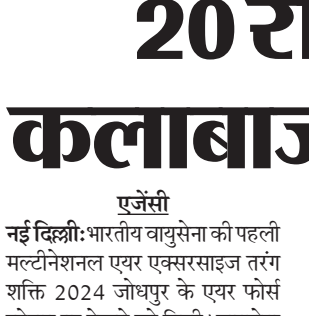 20
कलाबाज
एजेंसी
नई दिल्ली: भारतीय वायुसेना की पहली
मल्टीनेशनल एयर एक्सरसाइज तरंग
शक्ति 2024 जोधपुर के एयर फोर्स